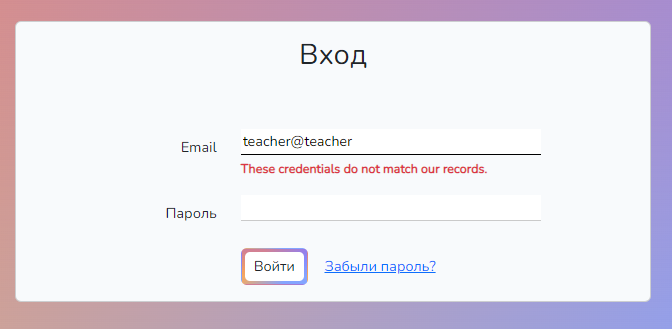 Вход
Email
teacher@teacher
These credentials do not match our records.
Пароль
Войти
Забыли пароль?